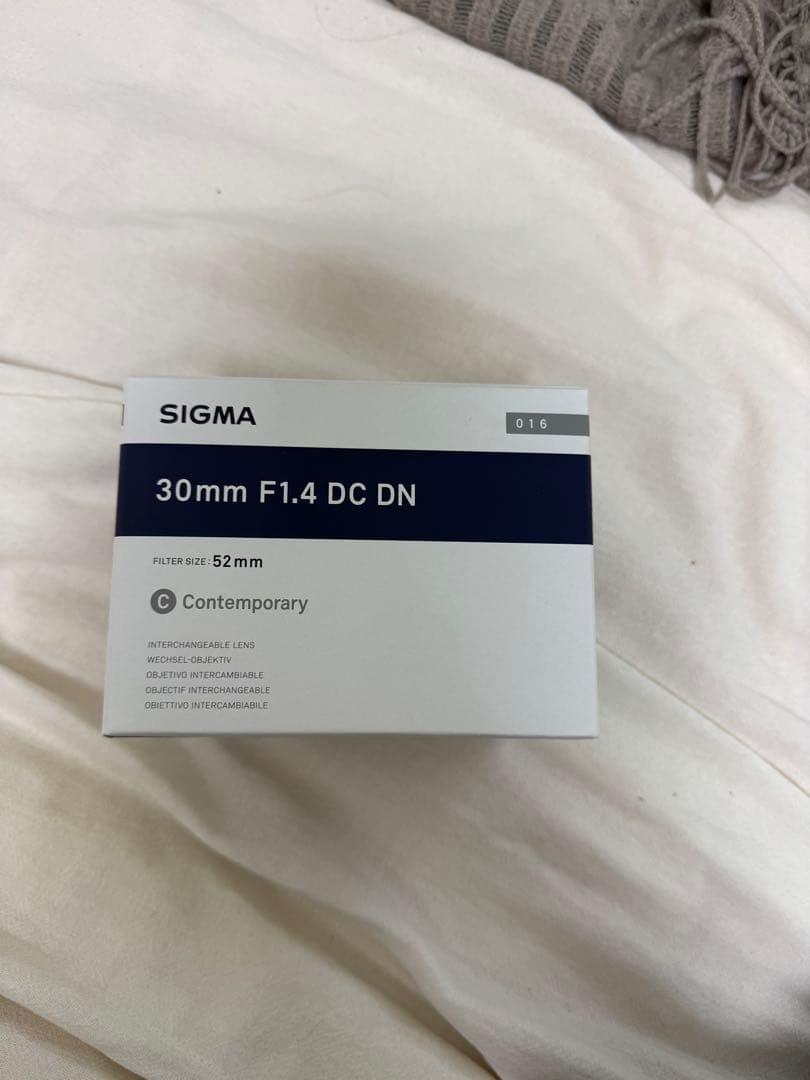 SIGMA
016
30mm F1.4 DC DN
FILTER SIZE: 52mm
C Contemporary
INTERCHANGEABLE LENS
WECHSEL-OBJEKTIV
OBJETIVO INTERCAMBIABLE
OBJECTIF INTERCHANGEABLE
OBIETTIVO INTERCAMBIABILE